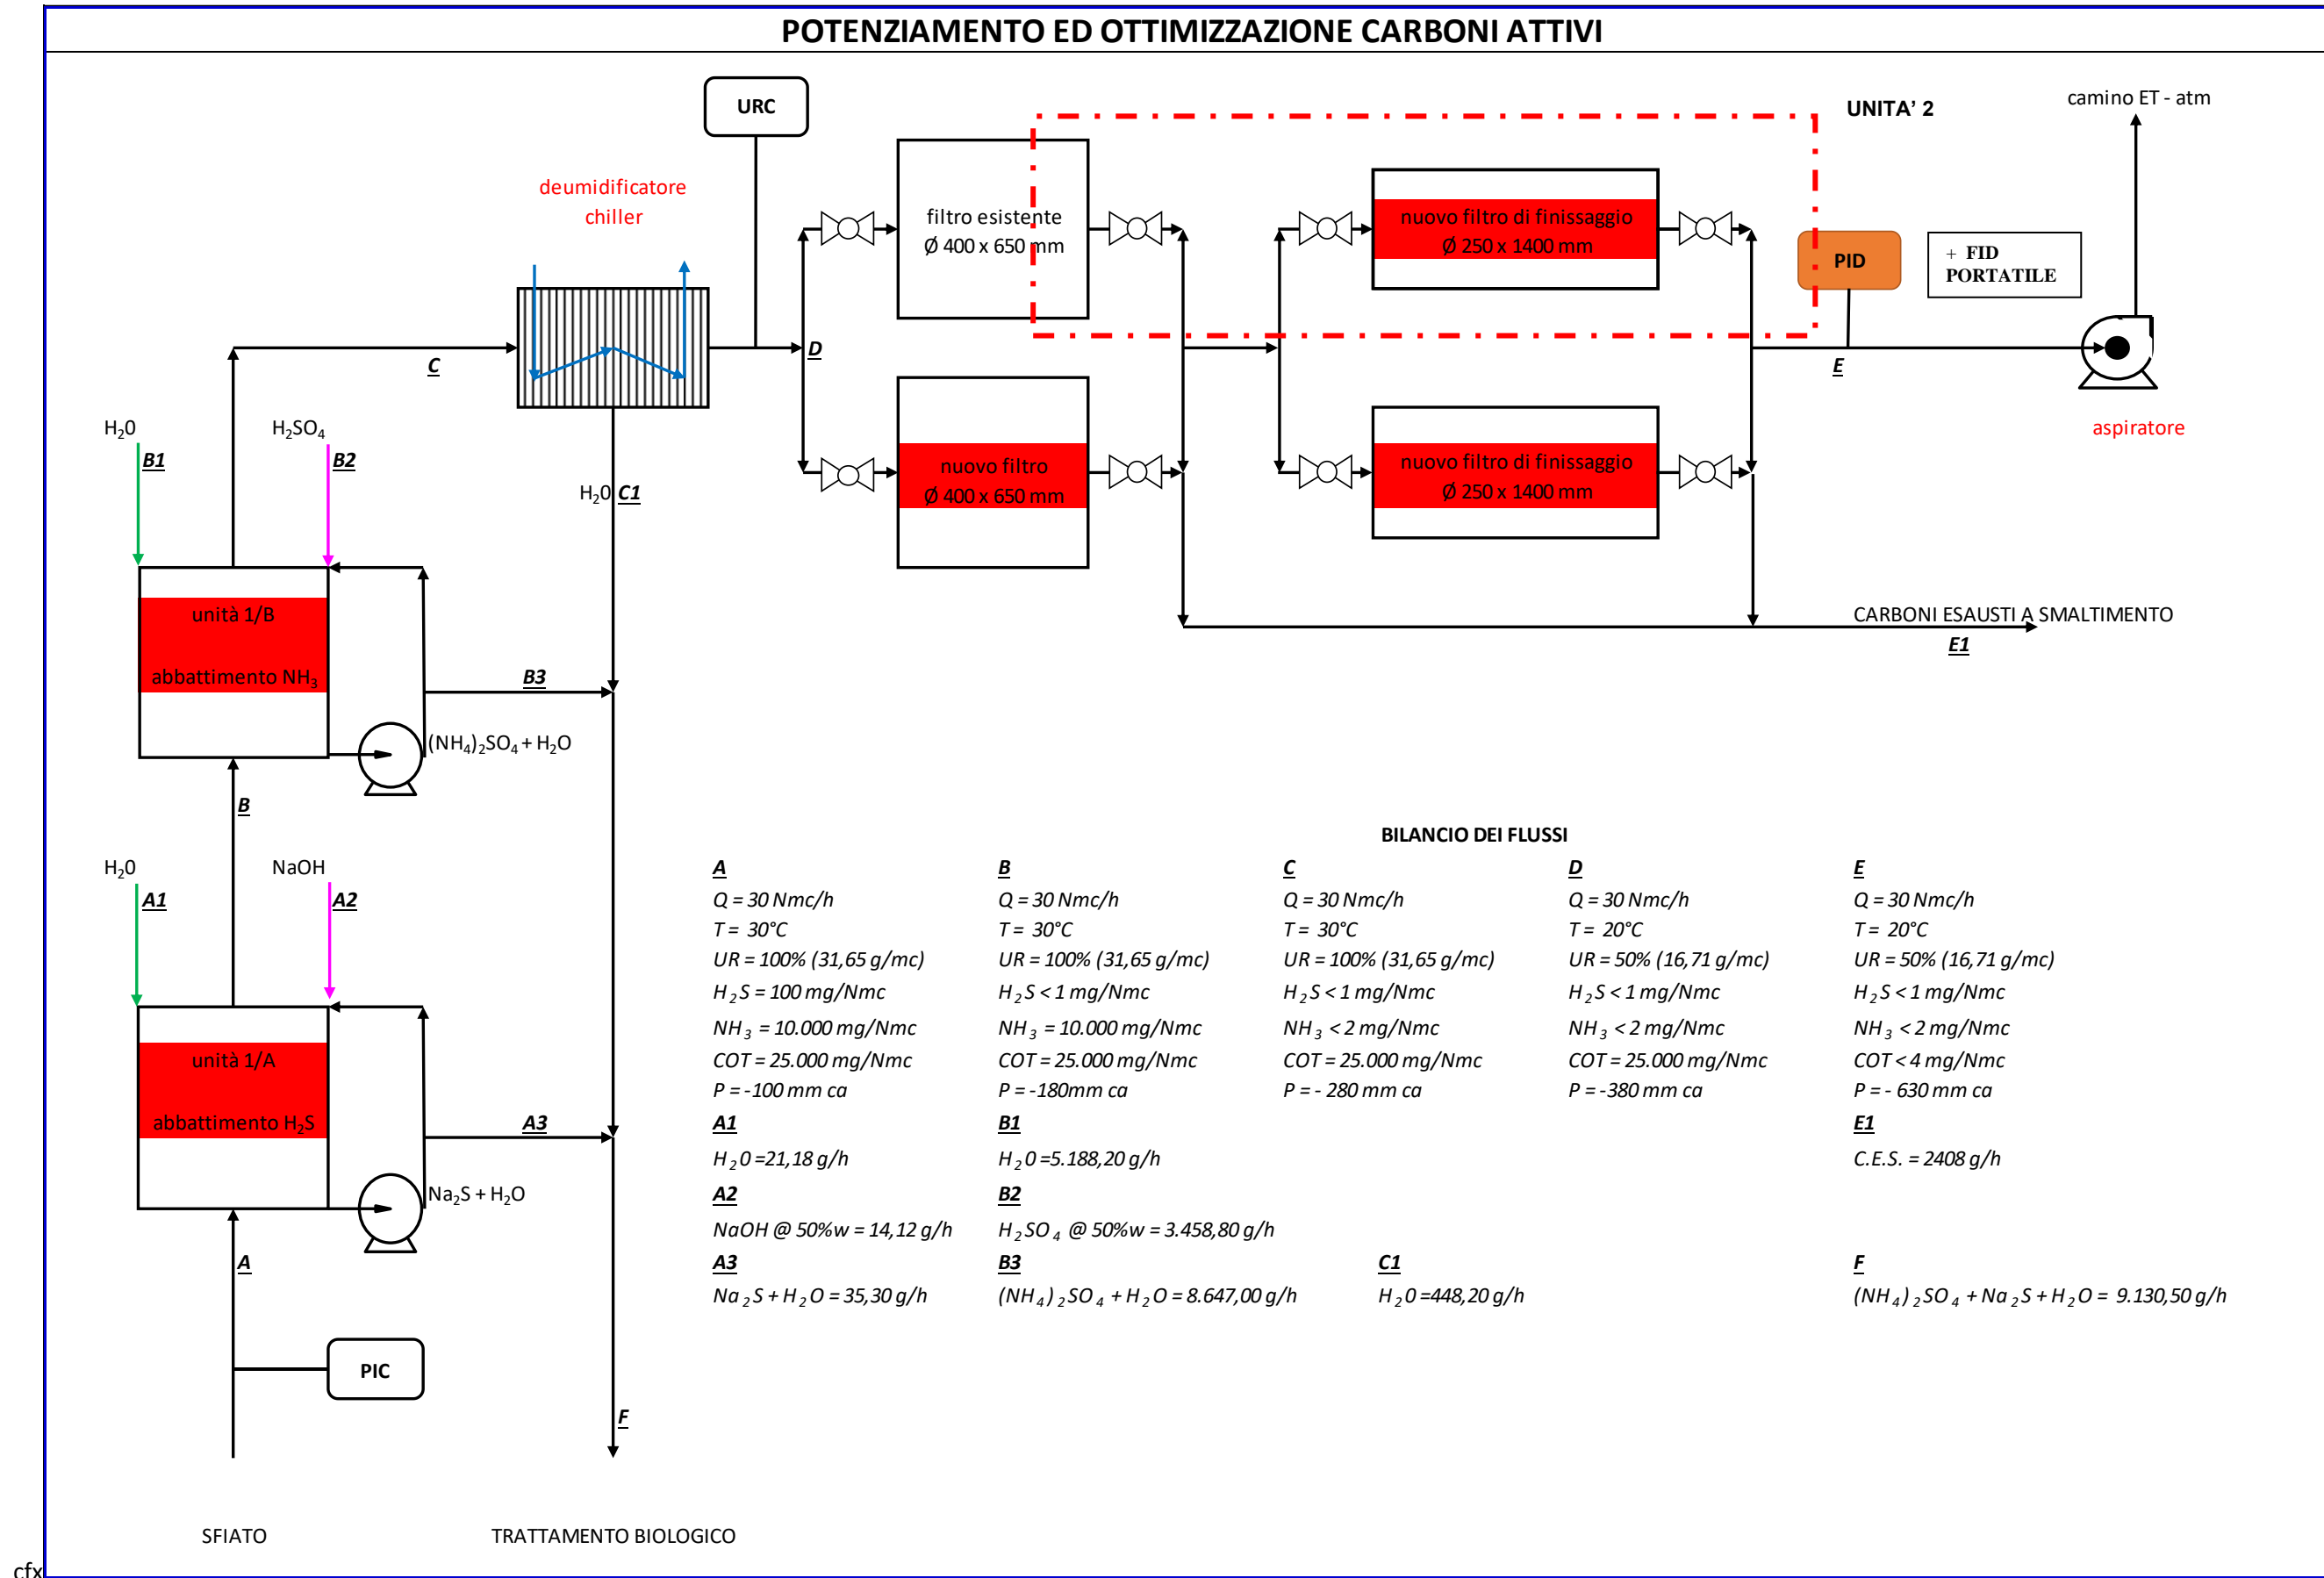 POTENZIAMENTO ED OTTIMIZZAZIONE CARBONI ATTIVI
URC
UNITA' 2
camino ET - atm
deumidificatore
chiller
filtro esistente
Ø 400 x 650 mm
nuovo filtro di finissaggio
Ø 250 x 1400 mm
PID
+ FID
PORTATILE
C
D
E
aspiratore
H₂0
B1
H₂SO₄
B2
nuovo filtro
Ø 400 x 650 mm
nuovo filtro di finissaggio
Ø 250 x 1400 mm
H₂0
C1
unità 1/B
abbattimento NH₃
B3
(NH₄)₂SO₄ + H₂O
CARBONI ESAUSTI A SMALTIMENTO
E1
B
H₂0
A1
NaOH
A2
unità 1/A
abbattimento H₂S
A3
Na₂S + H₂O
A
PIC
F
SFIATO
TRATTAMENTO BIOLOGICO
cfx
BILANCIO DEI FLUSSI
A
Q = 30 Nmc/h
T = 30°C
UR = 100% (31,65 g/mc)
H₂S = 100 mg/Nmc
NH₃ = 10.000 mg/Nmc
COT = 25.000 mg/Nmc
P = -100 mm ca
A1
H₂0 =21,18 g/h
A2
NaOH @ 50%w = 14,12 g/h
A3
Na₂S + H₂O = 35,30 g/h
B
Q = 30 Nmc/h
T = 30°C
UR = 100% (31,65 g/mc)
H₂S < 1 mg/Nmc
NH₃ = 10.000 mg/Nmc
COT = 25.000 mg/Nmc
P = -180mm ca
B1
H₂0 =5.188,20 g/h
B2
H₂SO₄ @ 50%w = 3.458,80 g/h
B3
(NH₄)₂SO₄ + H₂O = 8.647,00 g/h
C
Q = 30 Nmc/h
T = 30°C
UR = 100% (31,65 g/mc)
H₂S < 1 mg/Nmc
NH₃ < 2 mg/Nmc
COT = 25.000 mg/Nmc
P = - 280 mm ca
C1
H₂0 =448,20 g/h
D
Q = 30 Nmc/h
T = 20°C
UR = 50% (16,71 g/mc)
H₂S < 1 mg/Nmc
NH₃ < 2 mg/Nmc
COT = 25.000 mg/Nmc
P = -380 mm ca
E
Q = 30 Nmc/h
T = 20°C
UR = 50% (16,71 g/mc)
H₂S < 1 mg/Nmc
NH₃ < 2 mg/Nmc
COT < 4 mg/Nmc
P = - 630 mm ca
E1
C.E.S. = 2408 g/h
F
(NH₄)₂SO₄ + Na₂S + H₂O = 9.130,50 g/h